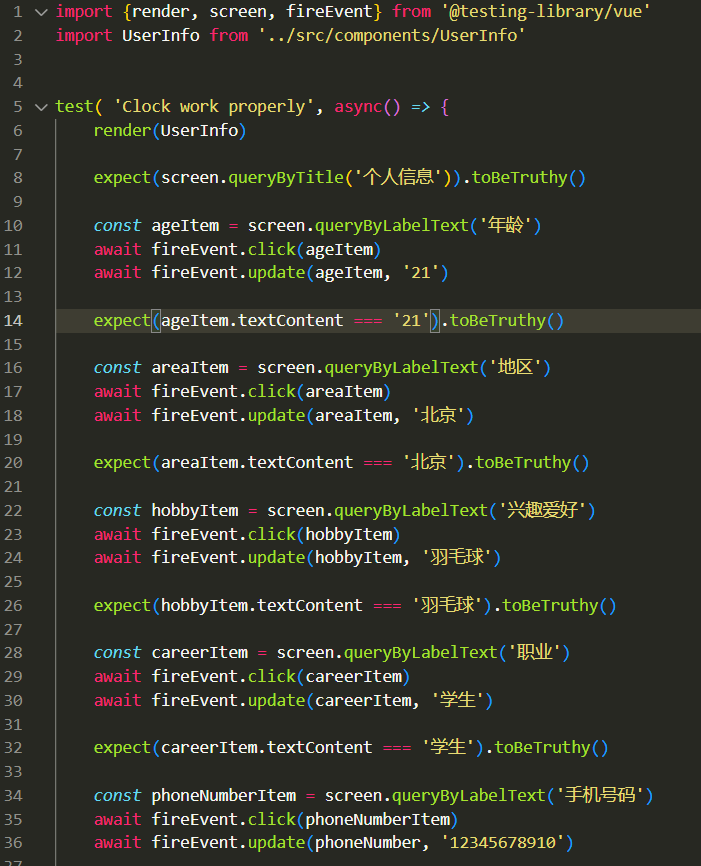 1 import {render, screen, fireEvent} from '@testing-library/vue'
2 import UserInfo from '../src/components/UserInfo'
3
4
5 test( 'Clock work properly', async() => {
6 render(UserInfo)
7
8 expect(screen.queryByTitle('个人信息')).toBeTruthy()
9
10 const ageItem = screen.queryByLabelText('年龄')
11 await fireEvent.click(ageItem)
12 await fireEvent.update(ageItem, '21')
13
14 expect(ageItem.textContent === '21').toBeTruthy()
15
16 const areaItem = screen.queryByLabelText('地区')
17 await fireEvent.click(areaItem)
18 await fireEvent.update(areaItem, '北京')
19
20 expect(areaItem.textContent === '北京').toBeTruthy()
21
22 const hobbyItem = screen.queryByLabelText('兴趣爱好')
23 await fireEvent.click(hobbyItem)
24 await fireEvent.update(hobbyItem, '羽毛球')
25
26 expect(hobbyItem.textContent === '羽毛球').toBeTruthy()
27
28 const careerItem = screen.queryByLabelText('职业')
29 await fireEvent.click(careerItem)
30 await fireEvent.update(careerItem, '学生')
31
32 expect(careerItem.textContent === '学生').toBeTruthy()
33
34 const phoneNumberItem = screen.queryByLabelText('手机号码')
35 await fireEvent.click(phoneNumberItem)
36 await fireEvent.update(phoneNumber, '12345678910')
37